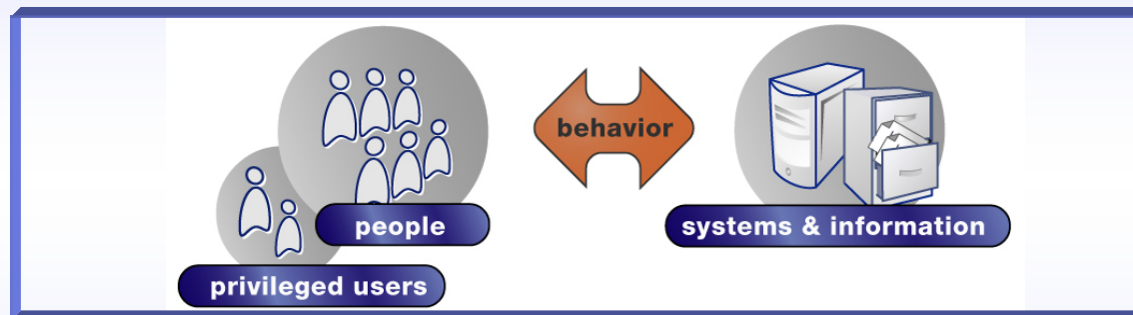 behavior
people
systems & information
privileged users